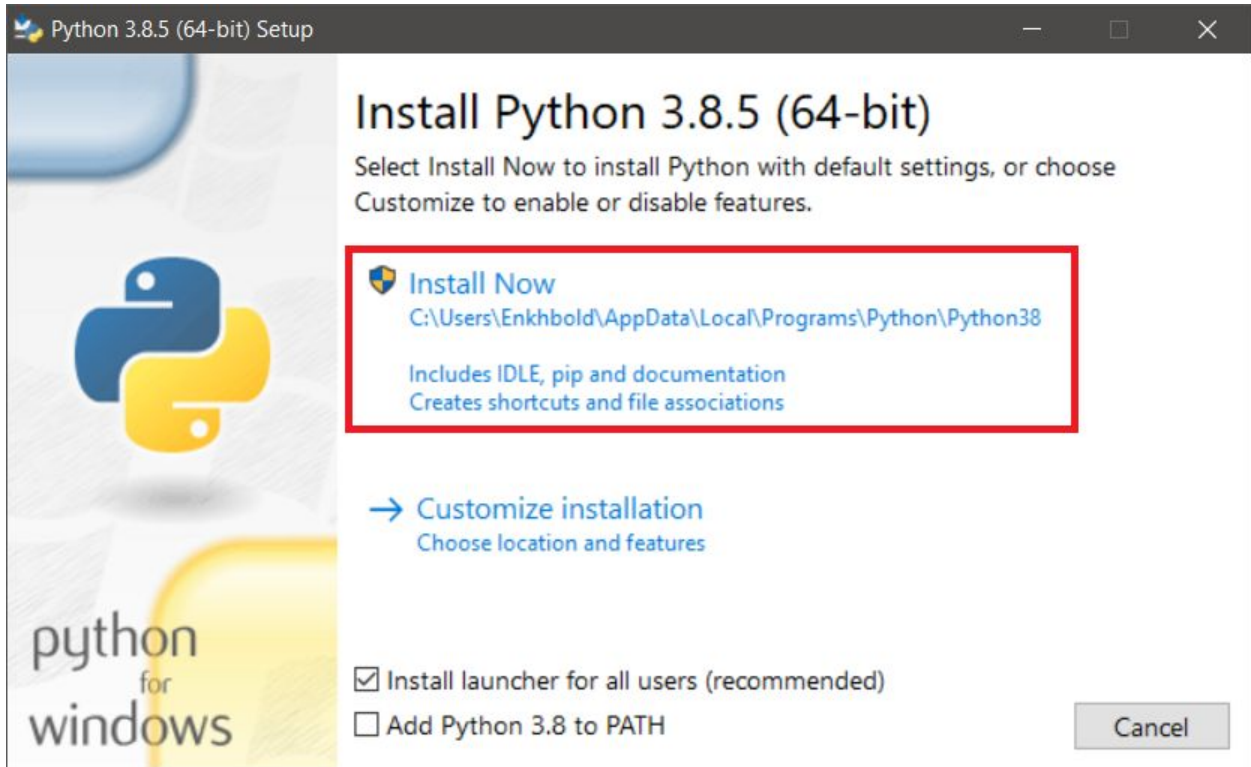 Python 3.8.5 (64-bit) Setup
Install Python 3.8.5 (64-bit)
Select Install Now to install Python with default settings, or choose
Customize to enable or disable features.
Install Now
C:\Users\Enkhbold\AppData\Local\Programs\Python\Python38
Includes IDLE, pip and documentation
Creates shortcuts and file associations
Customize installation
Choose location and features
python
for
windows
Install launcher for all users (recommended)
Add Python 3.8 to PATH
Cancel